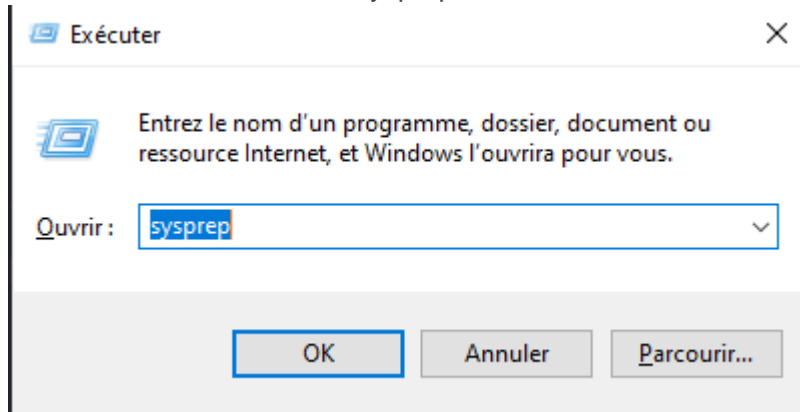 Exécuter
Entrez le nom d'un programme, dossier, document ou
ressource Internet, et Windows l'ouvrira pour vous.
Ouvrir : sysprep
OK Annuler Parcourir...